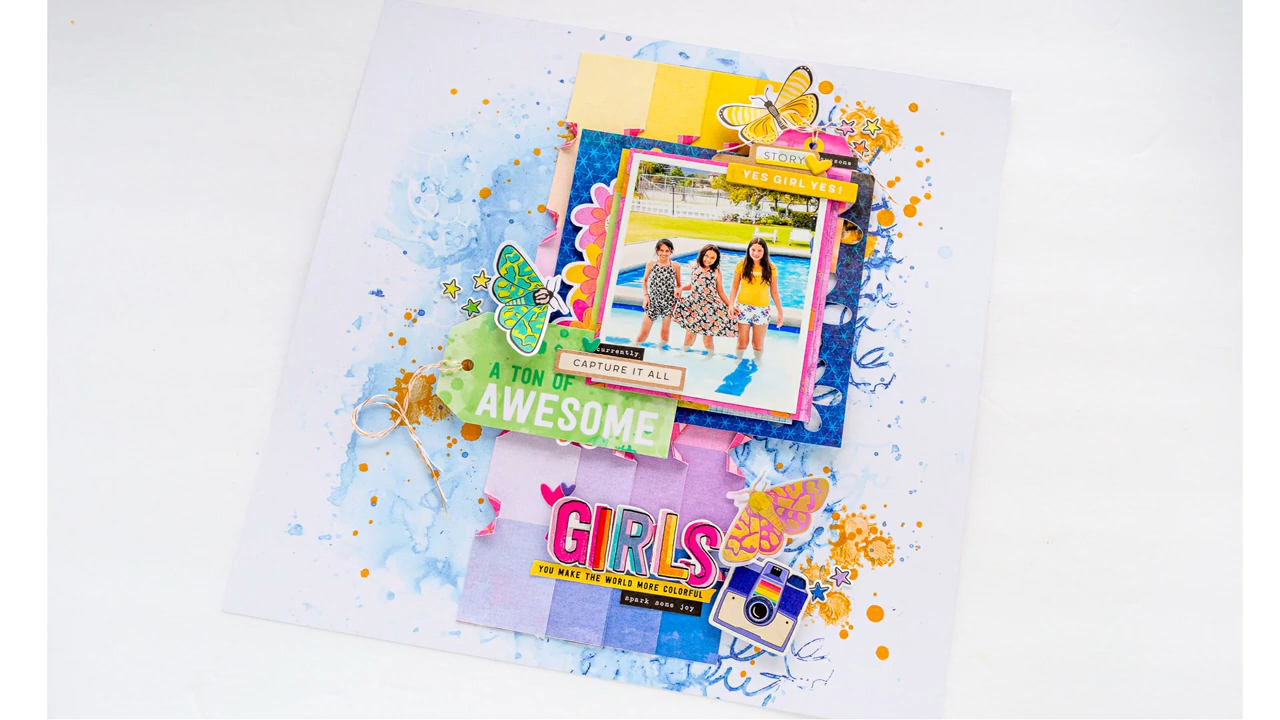 STORY
YES GIRL YES!
currently
CAPTURE IT ALL
A TON OF
AWESOME
GIRLS
YOU MAKE THE WORLD MORE COLORFUL
spark some joy